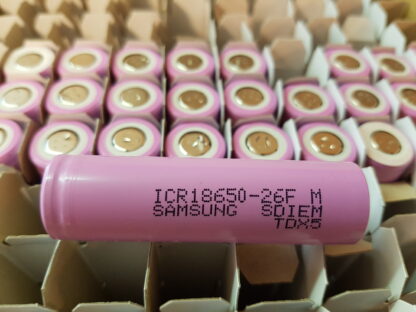 ICR18650-26F M
SAMSUNG SDIEM
TDX5